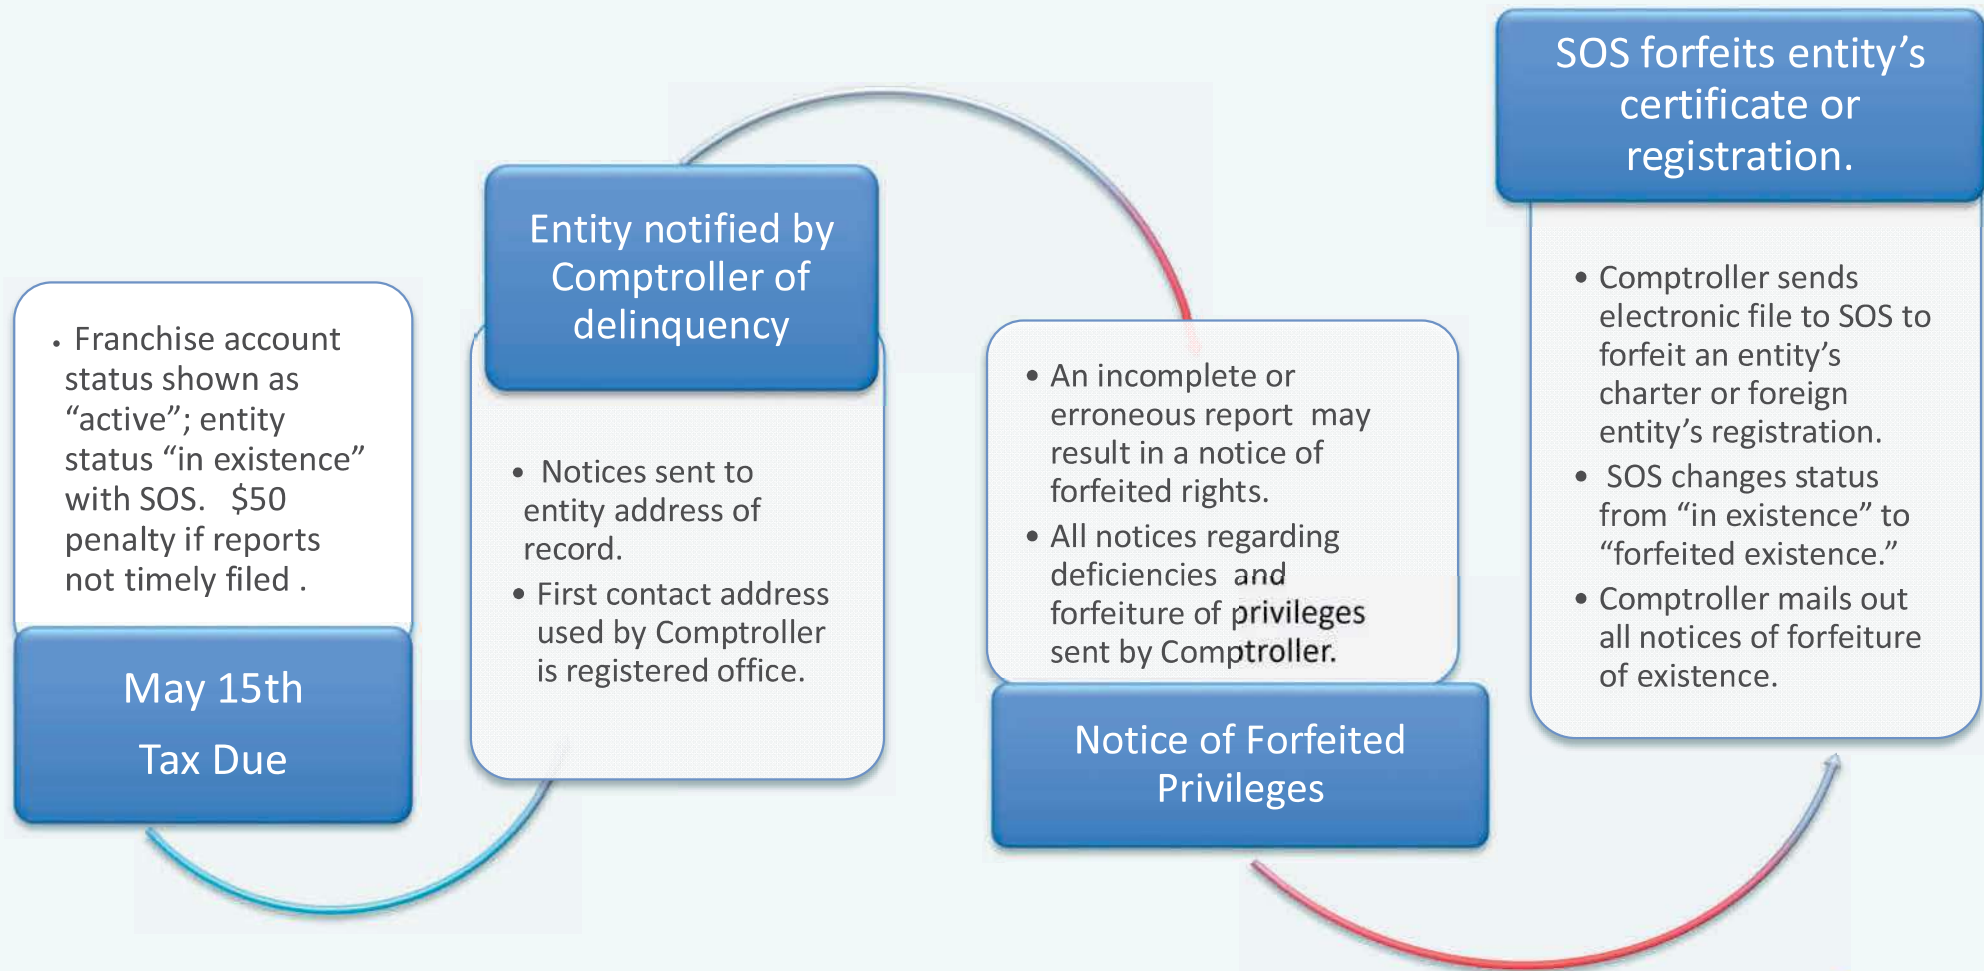 • Franchise account
status shown as
“active”; entity
status “in existence”
with SOS.   $50
penalty if reports
not timely filed .
May 15th
Tax Due
Entity notified by
Comptroller of
delinquency
• Notices sent to
entity address of
record.
• First contact address
used by Comptroller
is registered office.
• An incomplete or
erroneous report  may
result in a notice of
forfeited rights.
• All notices regarding
deficiencies  and
forfeiture of privileges
sent by Comptroller.
Notice of Forfeited
Privileges
SOS forfeits entity’s
certificate or
registration.
• Comptroller sends
electronic file to SOS to
forfeit an entity’s
charter or foreign
entity’s registration.
• SOS changes status
from “in existence” to
“forfeited existence.”
• Comptroller mails out
all notices of forfeiture
of existence.